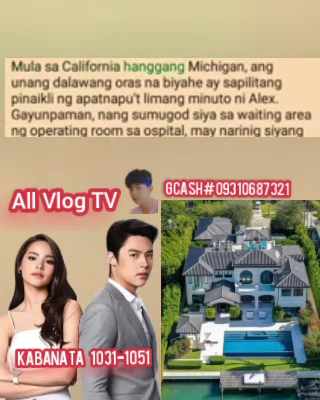 Mula sa California hanggang Michigan, ang
unang dalawang oras na biyahe ay sapilitang
pinaikli ng apatnapu't limang minuto ni Alex.
Gayunpaman, nang sumugod siya sa waiting area
ng operating room sa ospital, may narinig siyang
GCASH# 09310687321
All Vlog TV
KABANATA 1031-1051